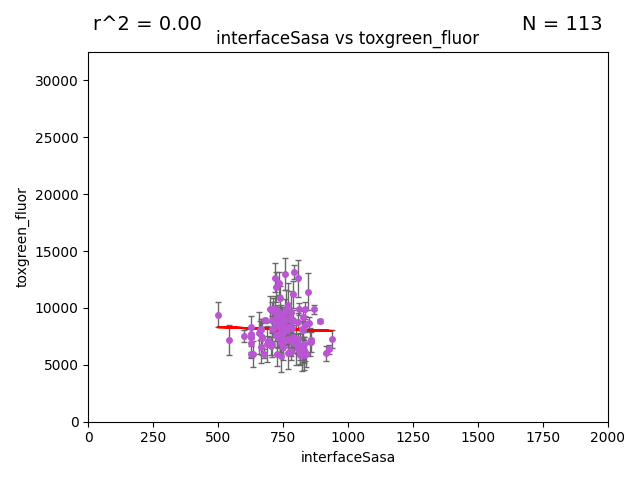 r^2 = 0.00
N = 113
interfaceSasa vs toxgreen_fluor
30000
25000
20000
15000
10000
5000
0
toxgreen_fluor
0 250 500 750 1000 1250 1500 1750 2000
interfaceSasa